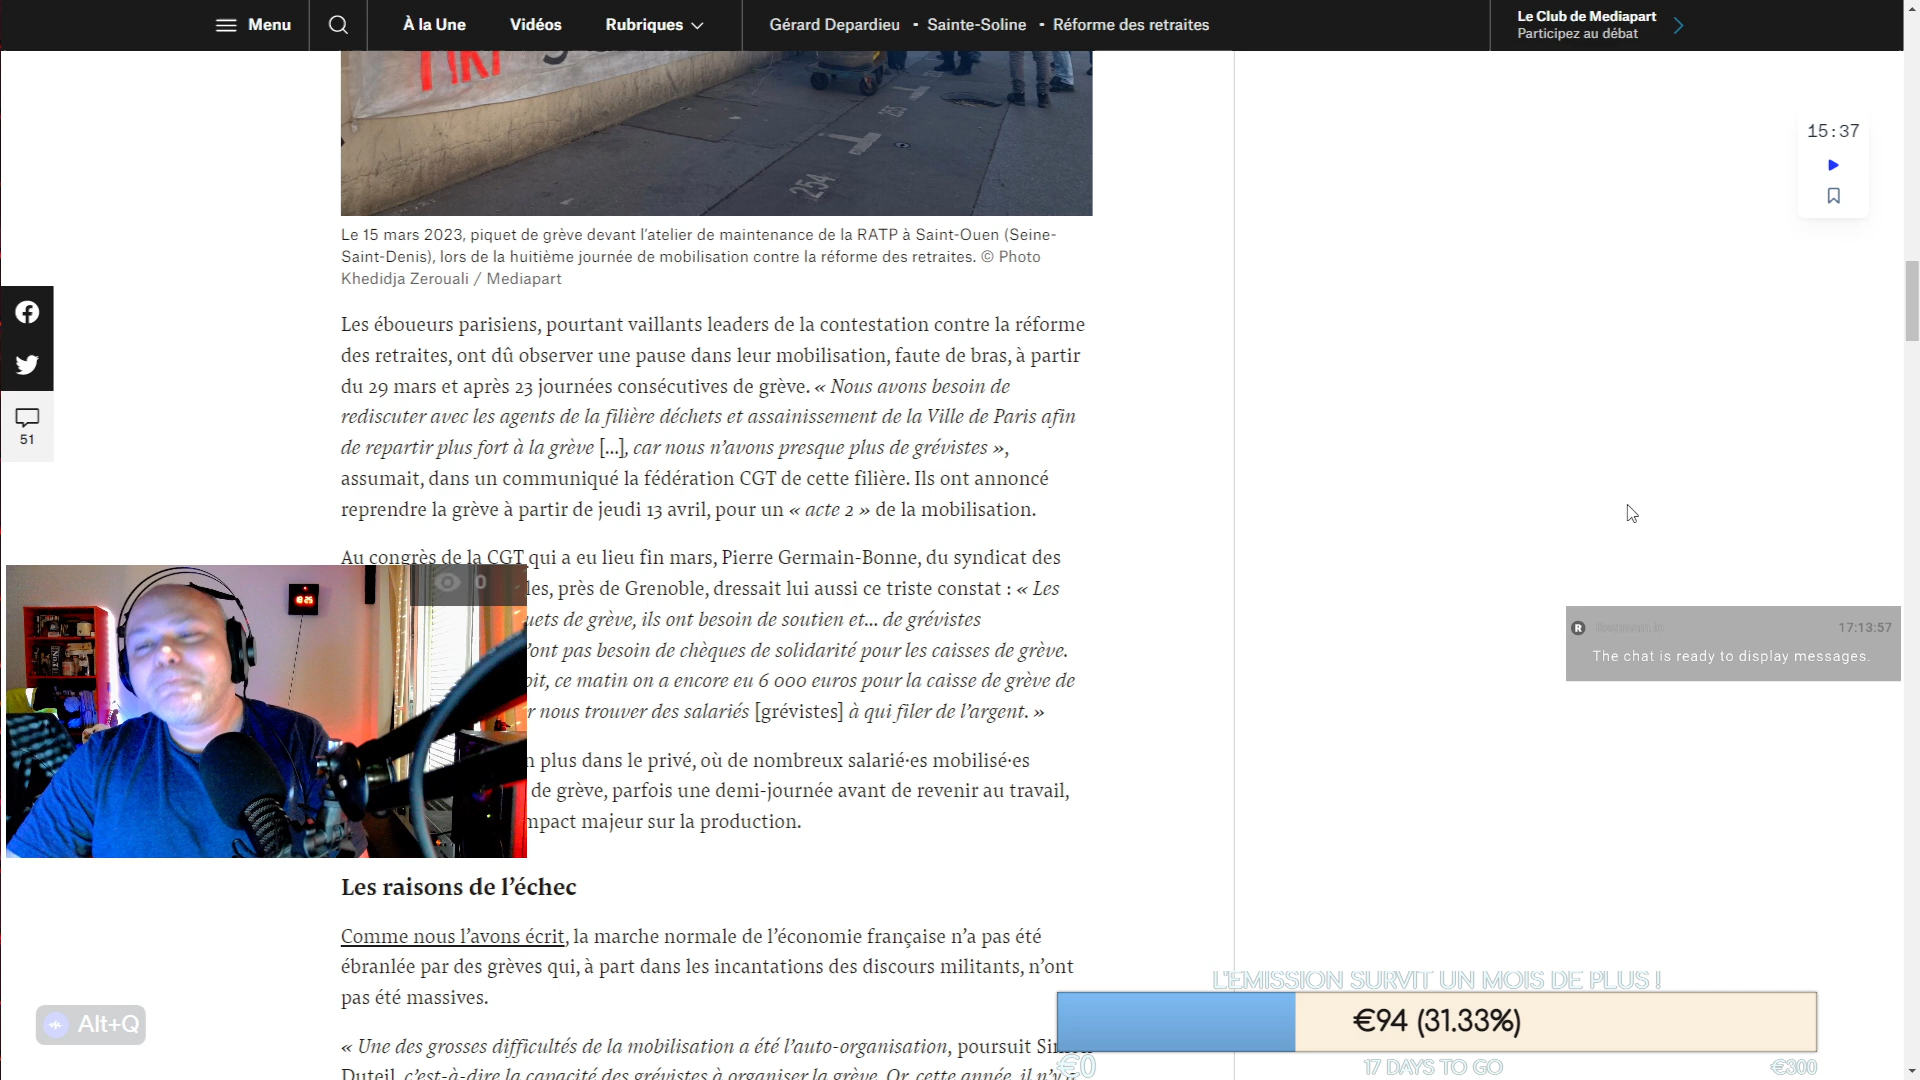 Menu
À la Une
Vidéos
Rubriques
Gérard Depardieu - Sainte-Soline - Réforme des retraites
Le Club de Mediapart
Participez au débat
254
15:37
Le 15 mars 2023, piquet de grève devant l’atelier de maintenance de la RATP à Saint-Ouen (Seine-
Saint-Denis), lors de la huitième journée de mobilisation contre la réforme des retraites. © Photo
Khedidja Zerouali / Mediapart
51
Les éboueurs parisiens, pourtant vaillants leaders de la contestation contre la réforme
des retraites, ont dû observer une pause dans leur mobilisation, faute de bras, à partir
du 29 mars et après 23 journées consécutives de grève. « Nous avons besoin de
rediscuter avec les agents de la filière déchets et assainissement de la Ville de Paris afin
de repartir plus fort à la grève [...], car nous n’avons presque plus de grévistes »,
assumait, dans un communiqué la fédération CGT de cette filière. Ils ont annoncé
reprendre la grève à partir de jeudi 13 avril, pour un « acte 2 » de la mobilisation.
Au congrès de la CGT qui a eu lieu fin mars, Pierre Germain-Bonne, du syndicat des
les, près de Grenoble, dressait lui aussi ce triste constat : « Les
uets de grève, ils ont besoin de soutien et... de grévistes
’ont pas besoin de chèques de solidarité pour les caisses de grève.
oit, ce matin on a encore eu 6 000 euros pour la caisse de grève de
r nous trouver des salariés [grévistes] à qui filer de l’argent. »
n plus dans le privé, où de nombreux salarié·es mobilisé·es
de grève, parfois une demi-journée avant de revenir au travail,
mpact majeur sur la production.
0
18:25
R
17:13:57
The chat is ready to display messages.
Les raisons de l’échec
Comme nous l’avons écrit, la marche normale de l’économie française n’a pas été
ébranlée par des grèves qui, à part dans les incantations des discours militants, n’ont
pas été massives.
« Une des grosses difficultés de la mobilisation a été l’auto-organisation, poursuit
Duteil, c’est-à-dire la capacité des grévistes à organiser la grève. Or, cette année, il n’y a
Alt+Q
L'EMISSION SURVIT UN MOIS DE PLUS !
€94 (31.33%)
€0
17 DAYS TO GO
€300